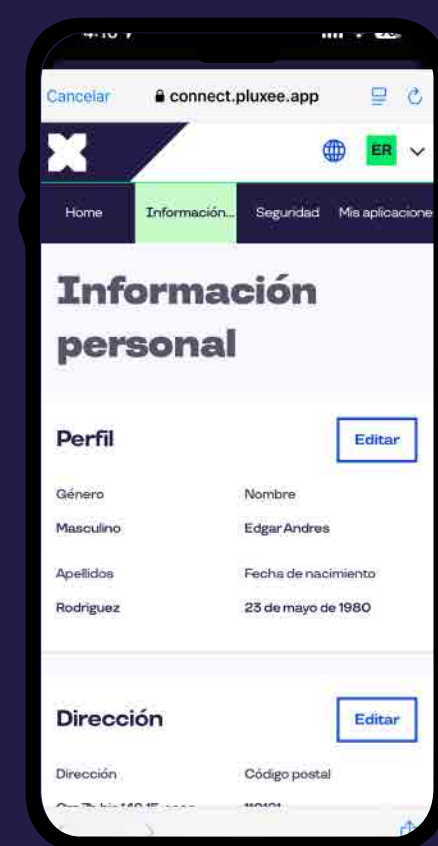 Cancelar connect.pluxee.app
ER
Home Información... Seguridad Mis aplicacione
Información
personal
Perfil Editar
Género Nombre
Masculino Edgar Andres
Apellidos Fecha de nacimiento
Rodriguez 23 de mayo de 1980
Dirección Editar
Dirección Código postal